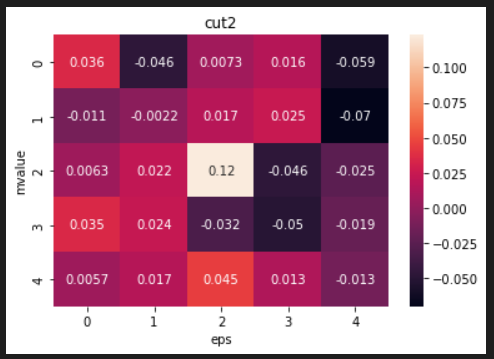 cut2
0 0.036 -0.046 0.0073 0.016 -0.059
1 -0.011 -0.0022 0.017 0.025 -0.07
2 0.0063 0.022 0.12 -0.046 -0.025
3 0.035 0.024 -0.032 -0.05 -0.019
4 0.0057 0.017 0.045 0.013 -0.013
mvalue
0 1 2 3 4
eps
0.100
0.075
0.050
0.025
0.000
−0.025
−0.050